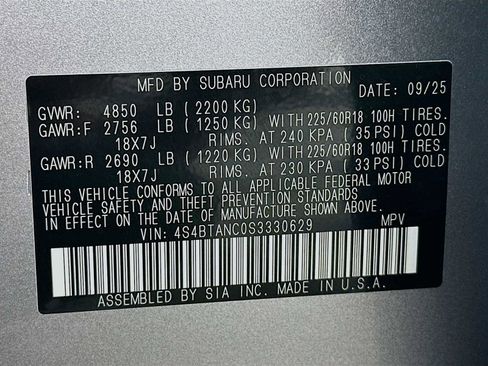 MFD BY SUBARU CORPORATION
DATE: 09/25
GVWR: 4850 LB (2200 KG)
GAWR:F 2756 LB (1250 KG) WITH 225/60R18 100H TIRES.
18X7J RIMS. AT 240 KPA (35 PSI) COLD
GAWR:R 2690 LB (1220 KG) WITH 225/60R18 100H TIRES.
18X7J RIMS. AT 230 KPA (33 PSI) COLD
THIS VEHICLE CONFORMS TO ALL APPLICABLE FEDERAL MOTOR
VEHICLE SAFETY AND THEFT PREVENTION STANDARDS
IN EFFECT ON THE DATE OF MANUFACTURE SHOWN ABOVE.
VIN: 4S4BTANC0S3330629 MPV
ASSEMBLED BY SIA INC. MADE IN U.S.A.